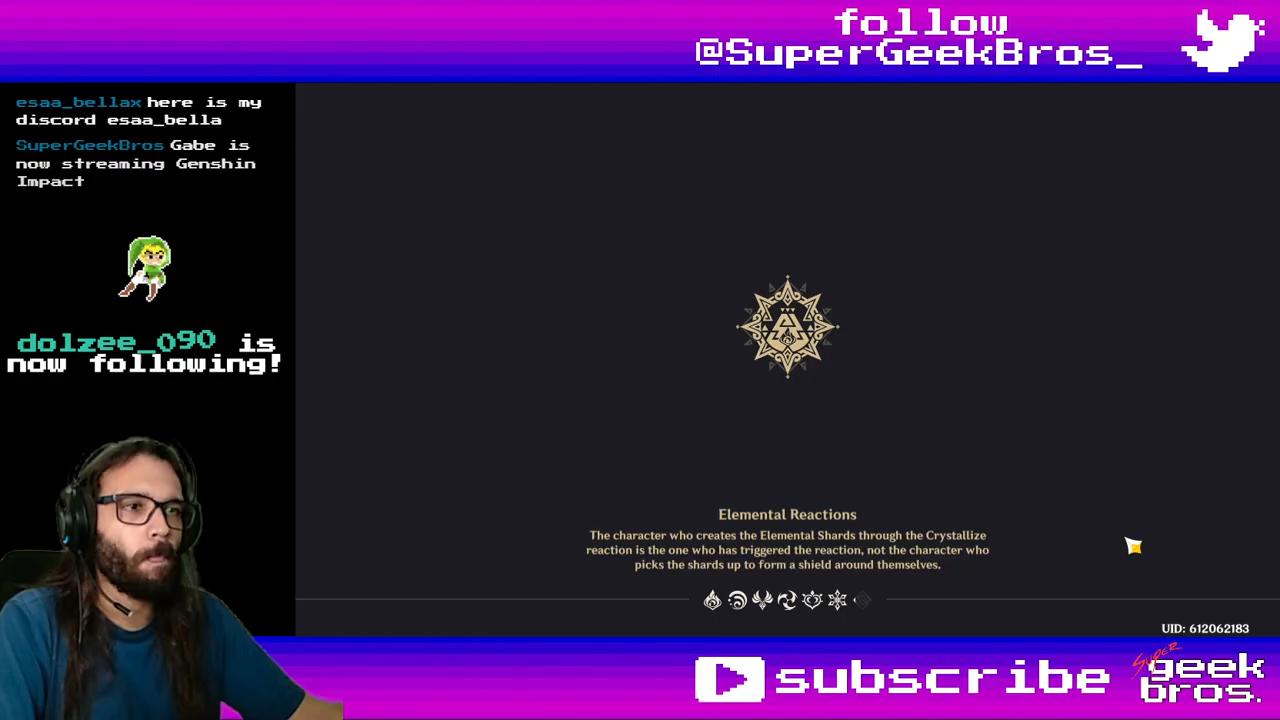 follow
@SuperGeekBros_
esaa_bellax here is my
discord esaa_bella
SuperGeekBros Gabe is
now streaming Genshin
Impact
dolzee_090 is
now following!
Elemental Reactions
The character who creates the Elemental Shards through the Crystallize
reaction is the one who has triggered the reaction, not the character who
picks the shards up to form a shield around themselves.
UID: 612062183
subscribe
SUPER
geek
bros.